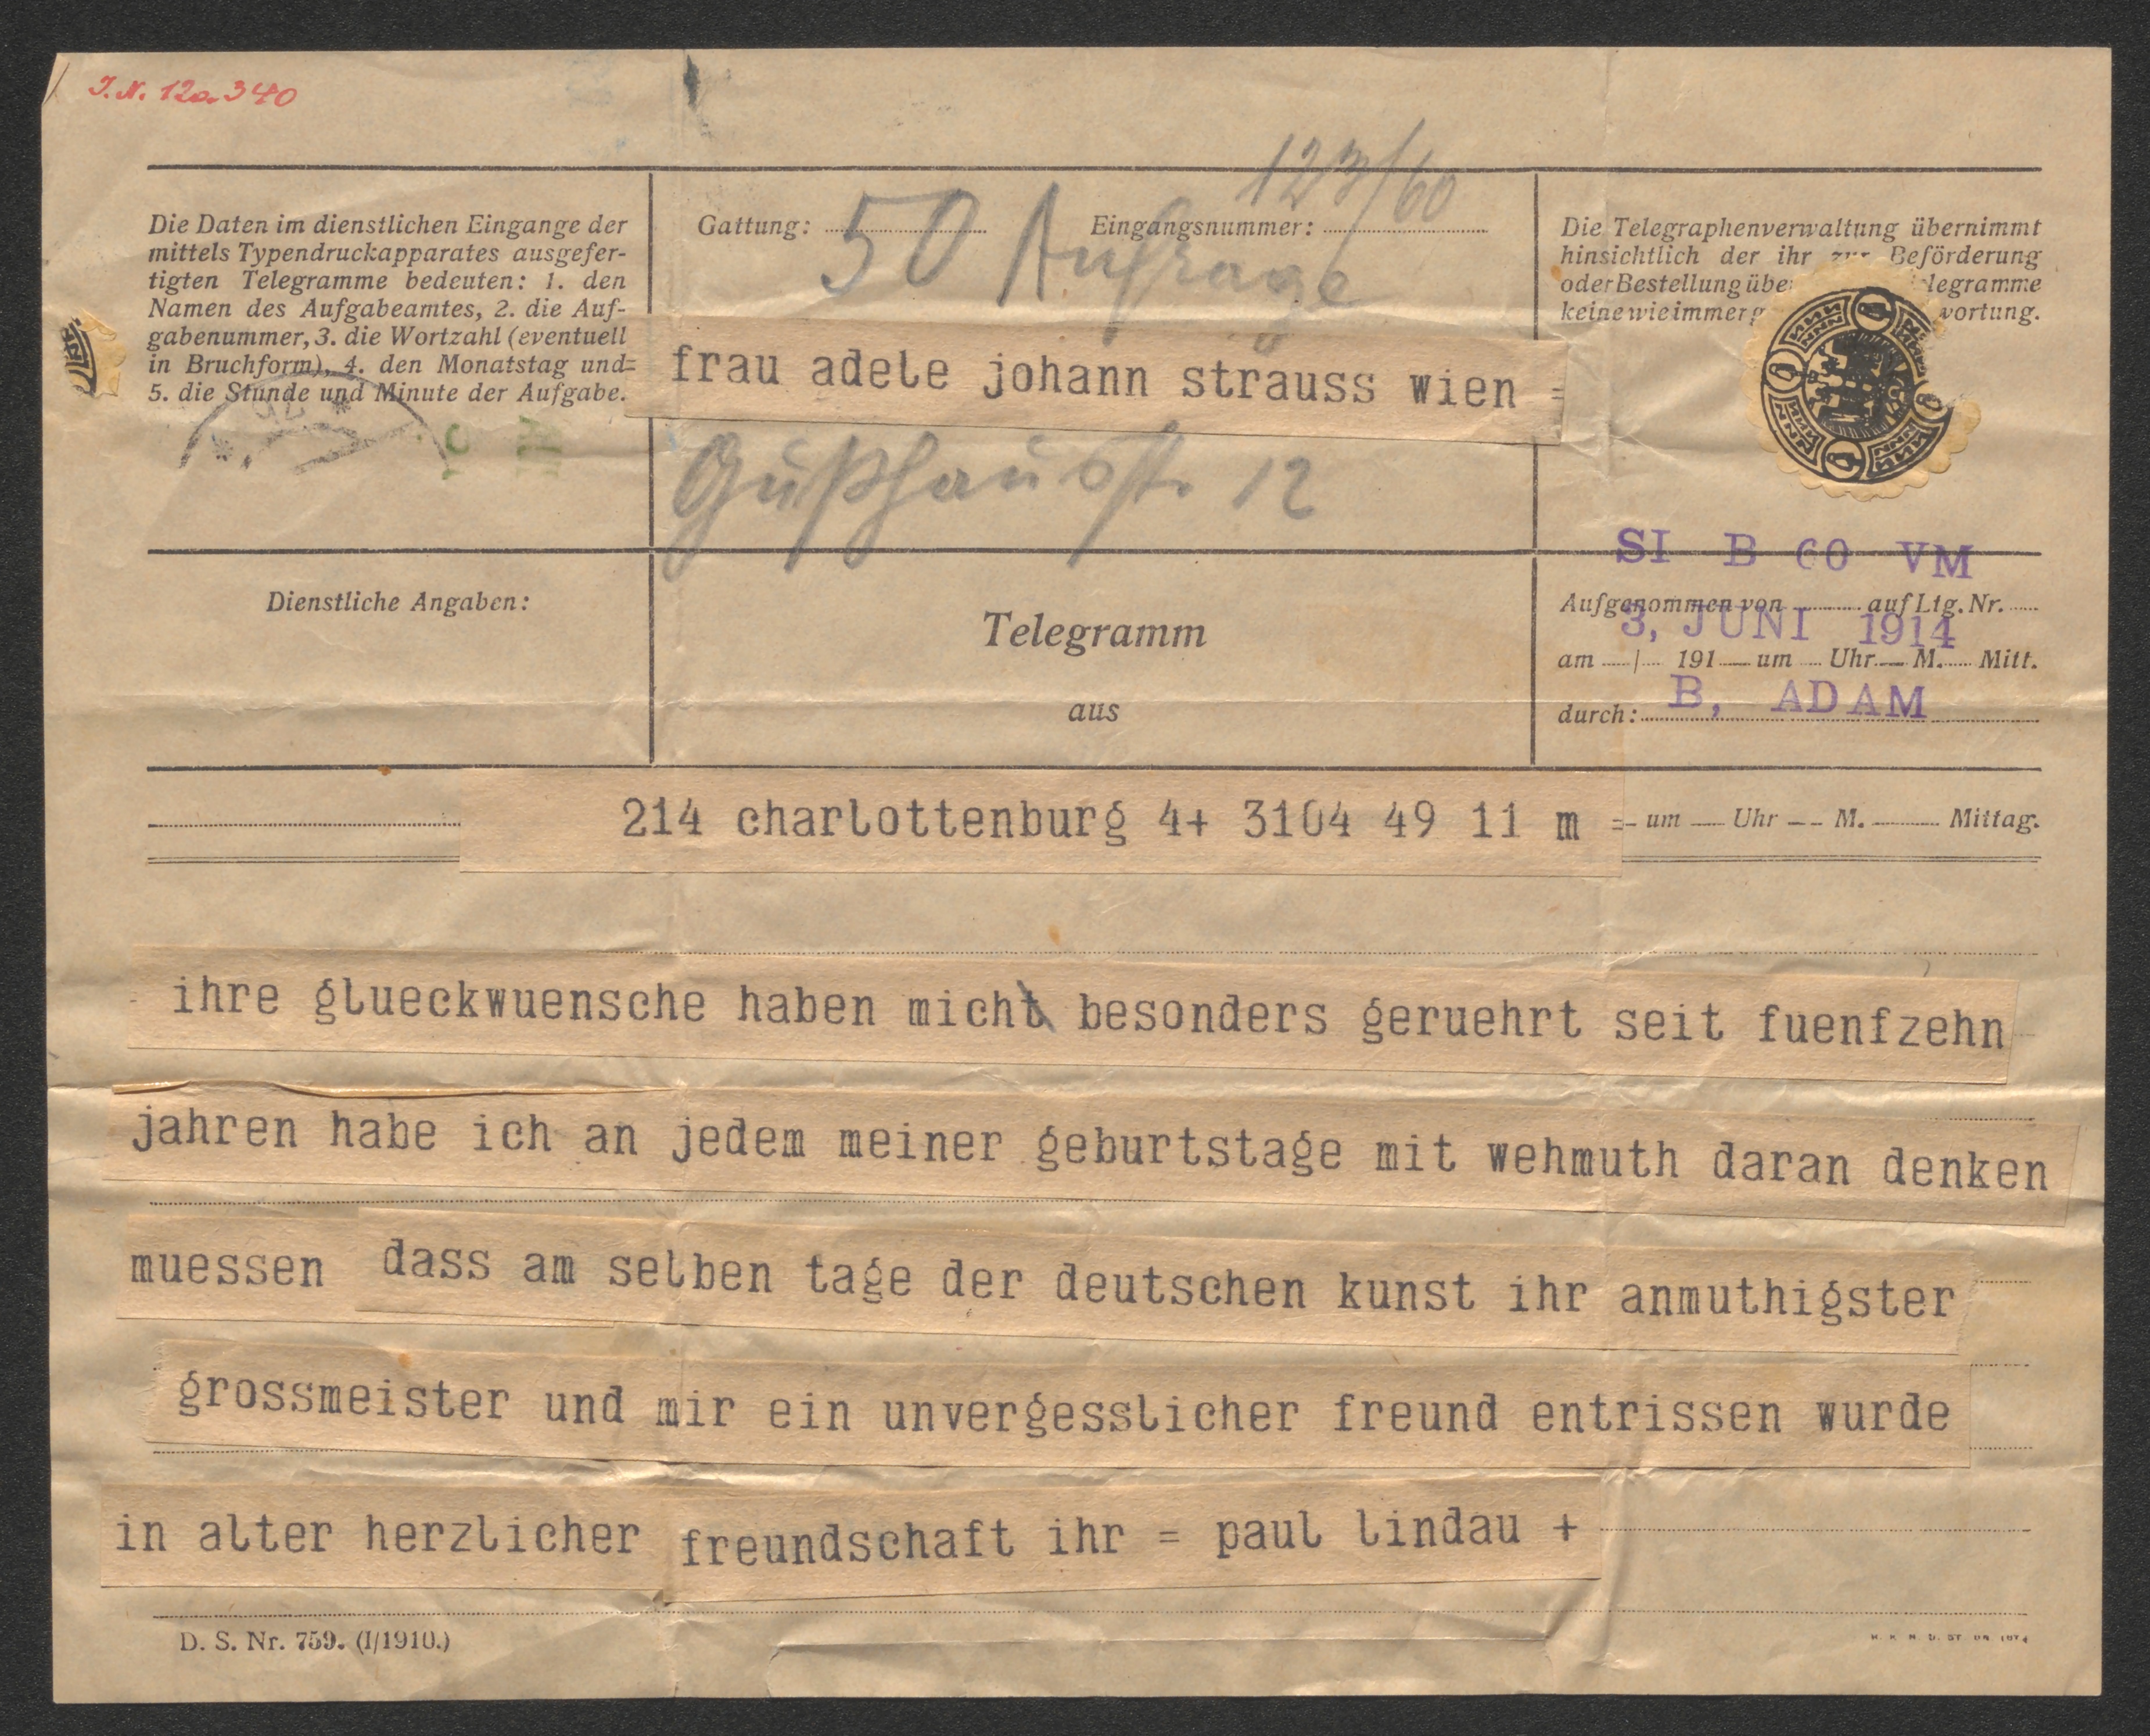 J.N. 120.340
Die Daten im dienstlichen Eingange der
mittels Typendruckapparates ausgefer-
tigten Telegramme bedeuten: 1. den
Namen des Aufgabeamtes, 2. die Auf-
gabenummer, 3. die Wortzahl (eventuell
in Bruchform), 4. den Monatstag und
5. die Stunde und Minute der Aufgabe.
123/60
Gattung: Eingangsnummer:
50 Anfrage
= frau adele johann strauss wien =
Gußhausstr. 12
Die Telegraphenverwaltung übernimmt
hinsichtlich der ihr zur Beförderung
oder Bestellung übe legramme
keine wie immer g wortung.
SI B 60 VM
Dienstliche Angaben:
Telegramm
aus
Aufgenommen von auf Ltg. Nr.
3, JUNI 1914
am / 191 um Uhr M. Mitt.
durch: B, ADAM
214 charlottenburg 4+ 3104 49 11 m = um Uhr M. Mittag.
ihre glueckwuensche haben micht besonders geruehrt seit fuenfzehn
jahren habe ich an jedem meiner geburtstage mit wehmuth daran denken
muessen dass am selben tage der deutschen kunst ihr anmuthigster
grossmeister und mir ein unvergesslicher freund entrissen wurde
in alter herzlicher freundschaft ihr = paul lindau +
D. S. Nr. 759. (I/1910.)